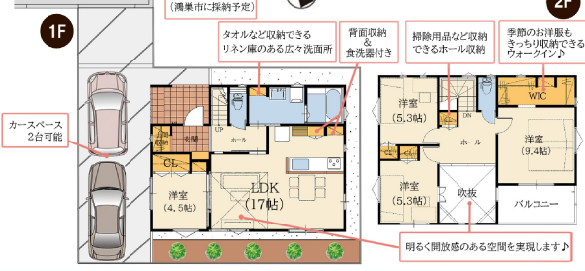 (鴻巣市に採納予定)
1F
2F
タオルなど収納できる
リネン庫のある広々洗面所
背面収納
&
食洗器付き
掃除用品など収納
できるホール収納
季節のお洋服も
きっちり収納できる
ウォークイン♪
カースペース
2台可能
UP
ホール
玄関
CL
洋室
(4.5帖)
LDK
(17帖)
洋室
(5.3帖)
DN
WIC
ホール
洋室
(9.4帖)
洋室
(5.3帖)
吹抜
バルコニー
明るく開放感のある空間を実現します♪